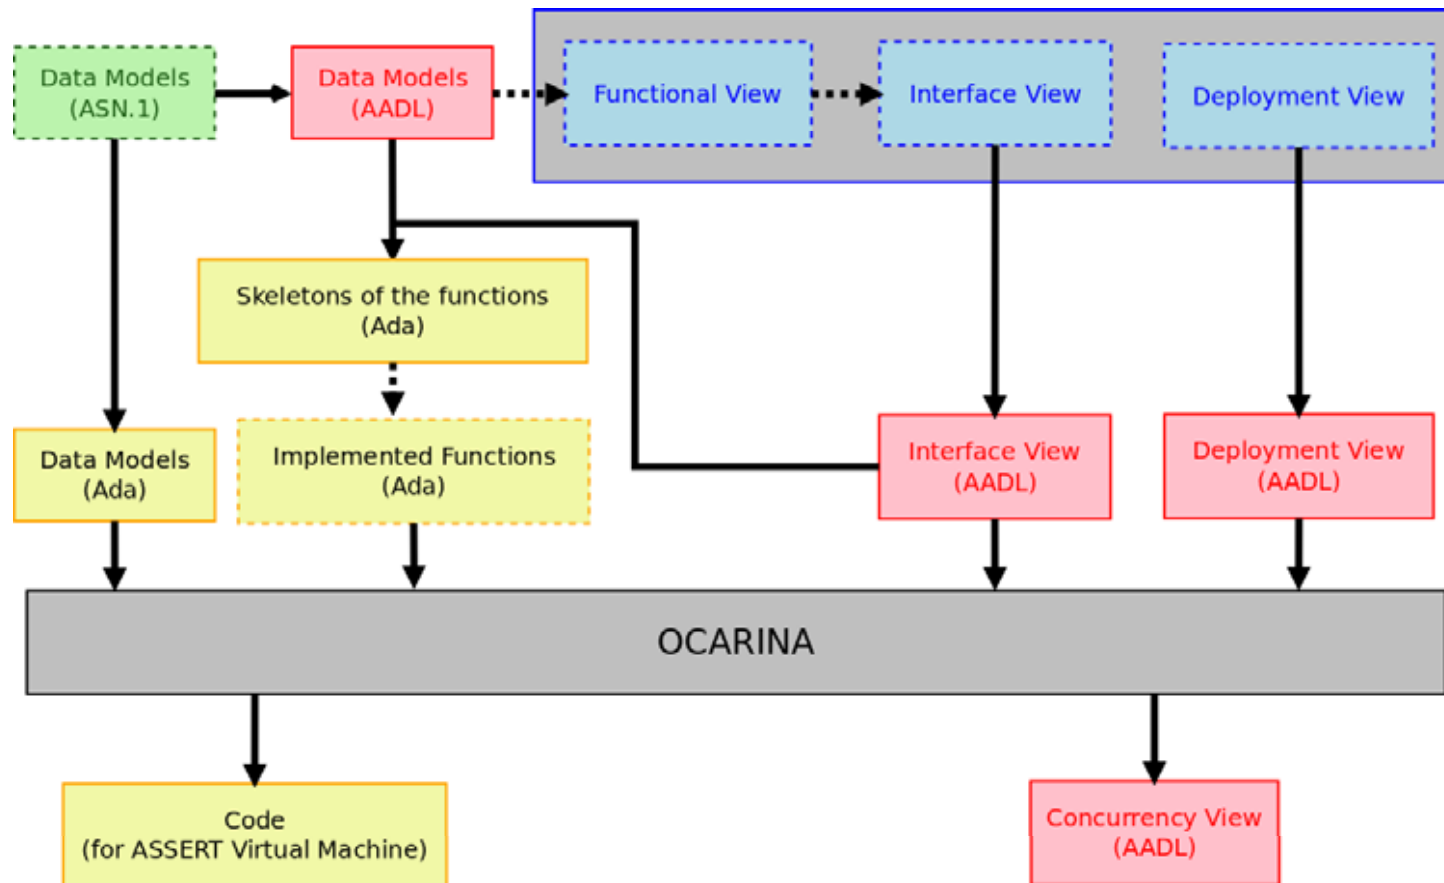 Data Models
(ASN.1)
Data Models
(AADL)
Functional View
Interface View
Deployment View
Skeletons of the functions
(Ada)
Data Models
(Ada)
Implemented Functions
(Ada)
Interface View
(AADL)
Deployment View
(AADL)
OCARINA
Code
(for ASSERT Virtual Machine)
Concurrency View
(AADL)